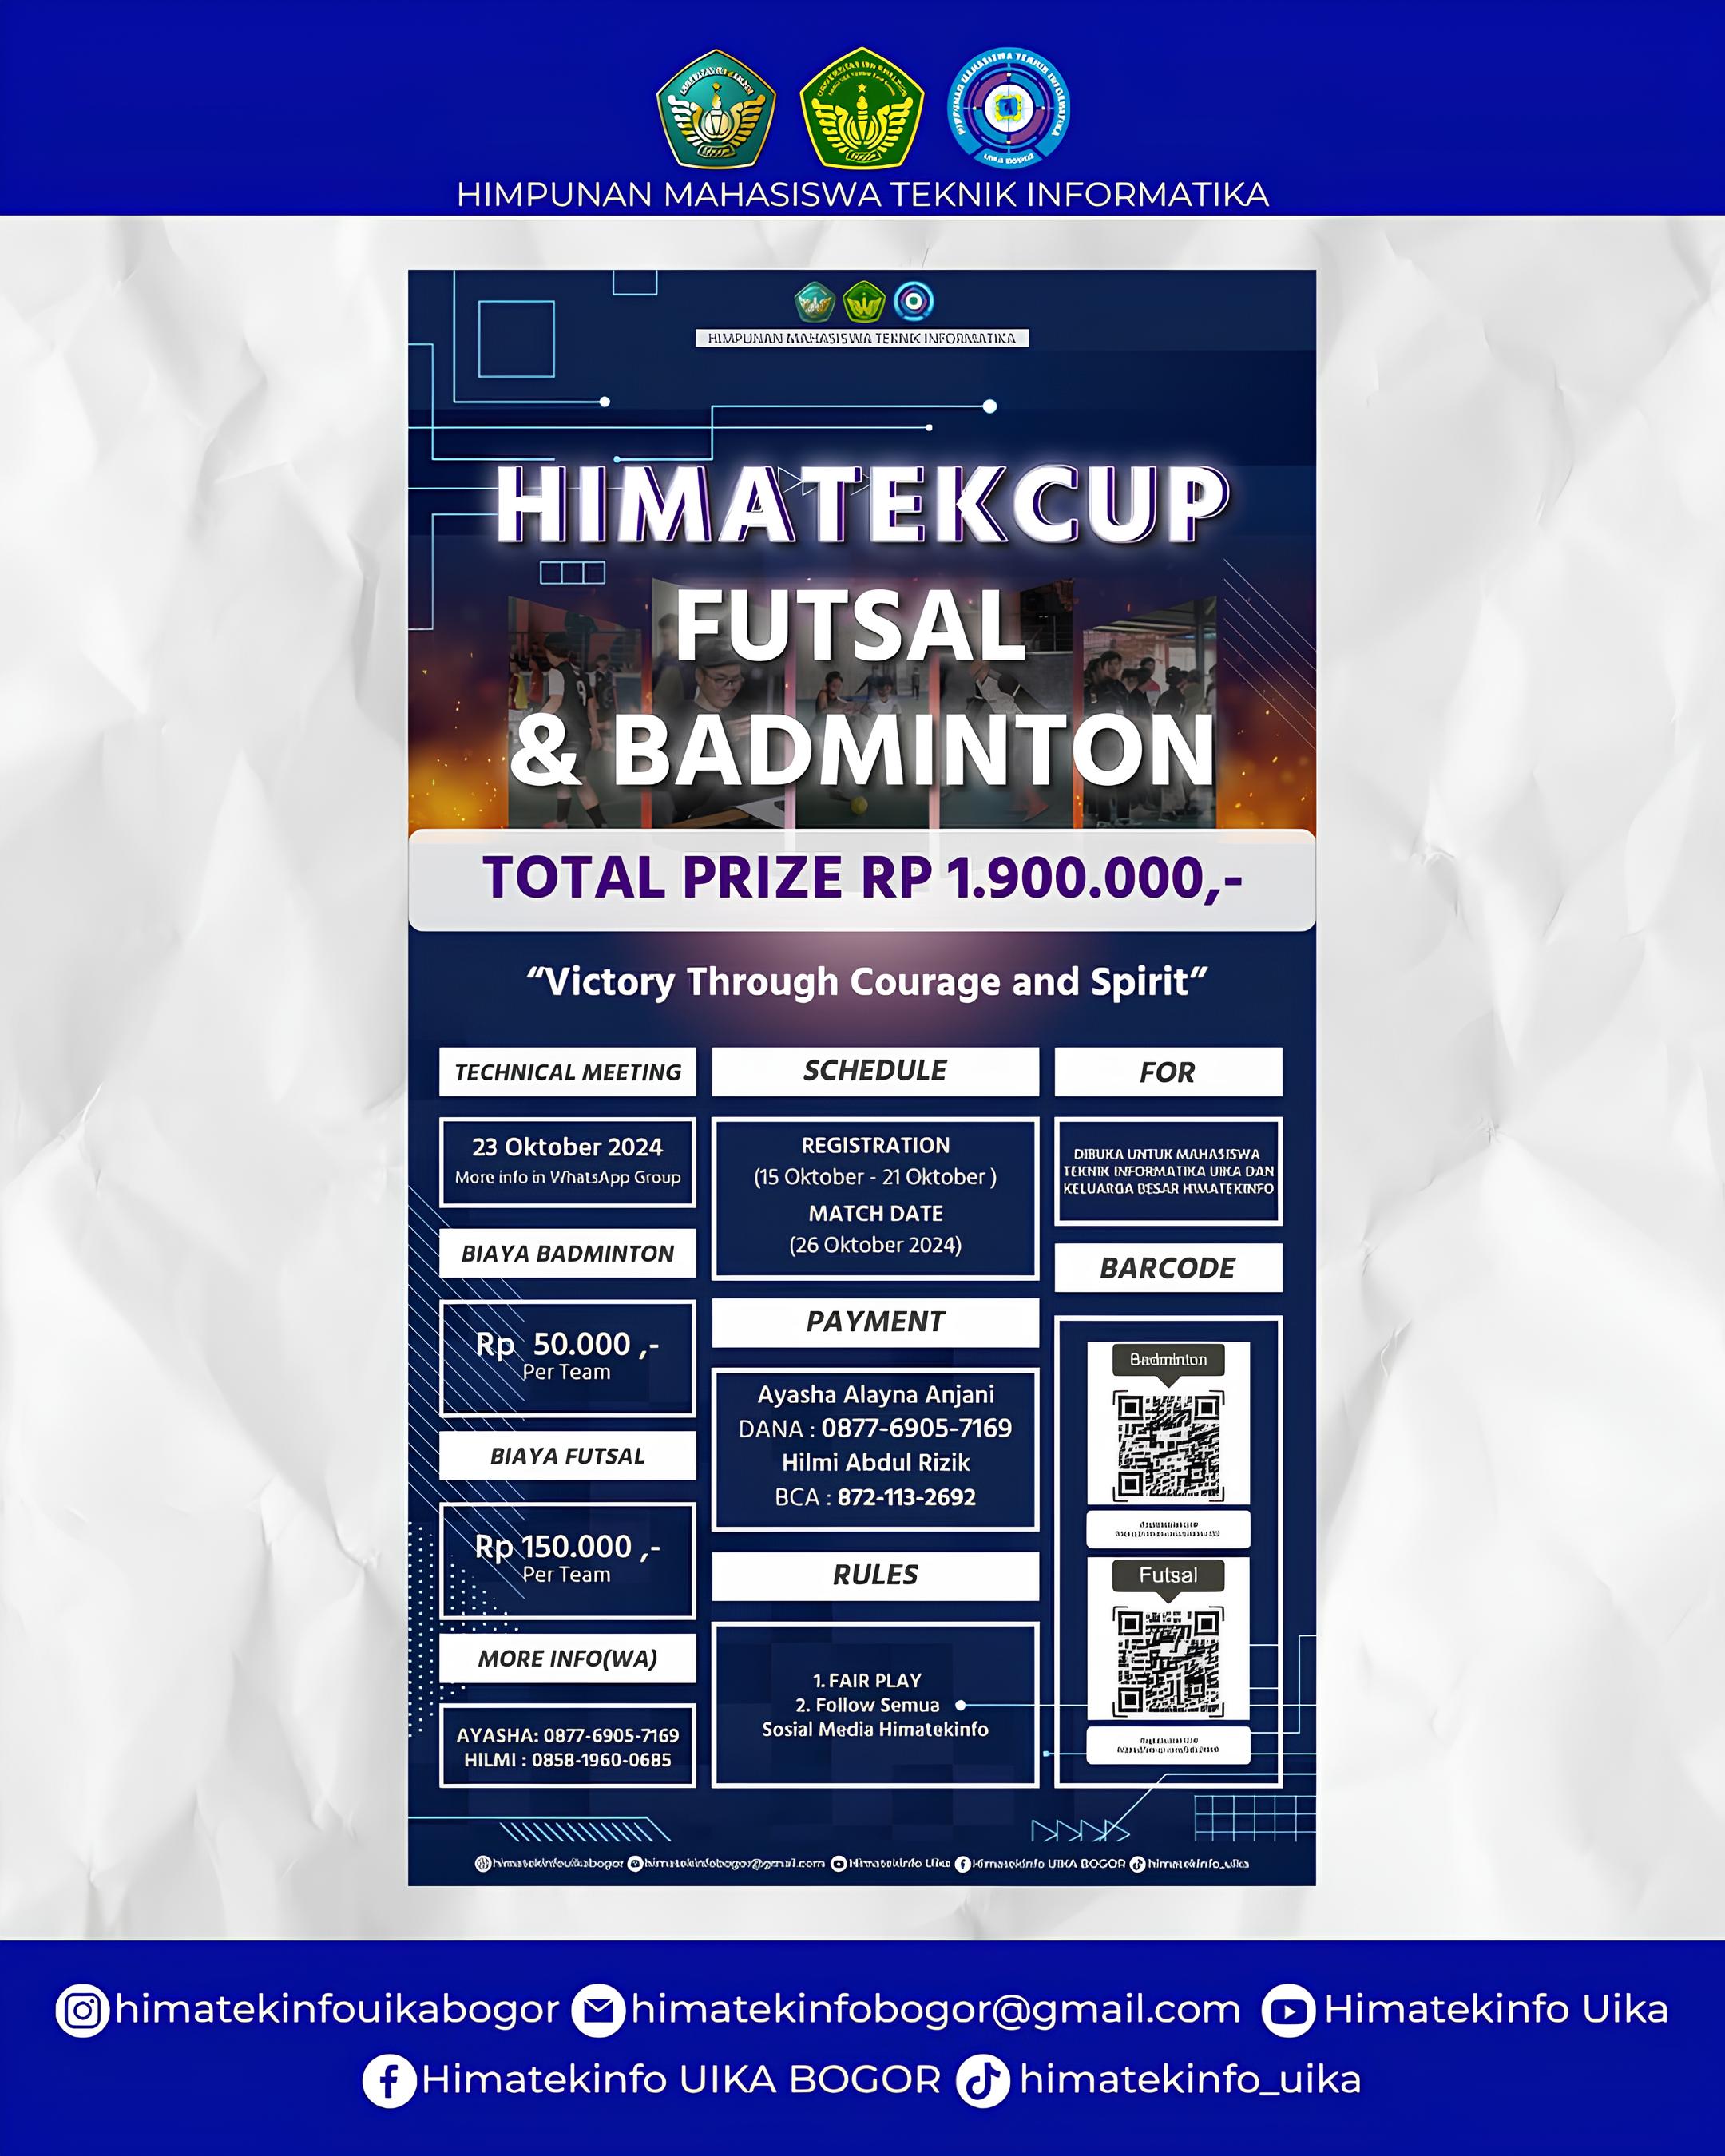 HIMPUNAN MAHASISWA TEKNIK INFORMATIKA
HIMPUNAN MAHASISWA TEKNIK INFORMATIKA
HIMATEKCUP
FUTSAL
& BADMINTON
TOTAL PRIZE RP 1.900.000,-
“Victory Through Courage and Spirit”
TECHNICAL MEETING
23 Oktober 2024
More info in WhatsApp Group
BIAYA BADMINTON
Rp 50.000 ,-
Per Team
BIAYA FUTSAL
Rp 150.000 ,-
Per Team
MORE INFO(WA)
AYASHA: 0877-6905-7169
HILMI : 0858-1960-0685
SCHEDULE
REGISTRATION
(15 Oktober - 21 Oktober )
MATCH DATE
(26 Oktober 2024)
PAYMENT
Ayasha Alayna Anjani
DANA : 0877-6905-7169
Hilmi Abdul Rizik
BCA : 872-113-2692
RULES
1. FAIR PLAY
2. Follow Semua
Sosial Media Himatekinfo
FOR
DIBUKA UNTUK MAHASISWA
TEKNIK INFORMATIKA UIKA DAN
KELUARGA BESAR HIMATEKINFO
BARCODE
Badminton
Futsal
himatekinfouikabogor himatekinfobogor@gmail.com Himatekinfo Uika Himatekinfo UIKA BOGOR himatekinfo_uika
himatekinfouikabogor himatekinfobogor@gmail.com Himatekinfo Uika
Himatekinfo UIKA BOGOR himatekinfo_uika